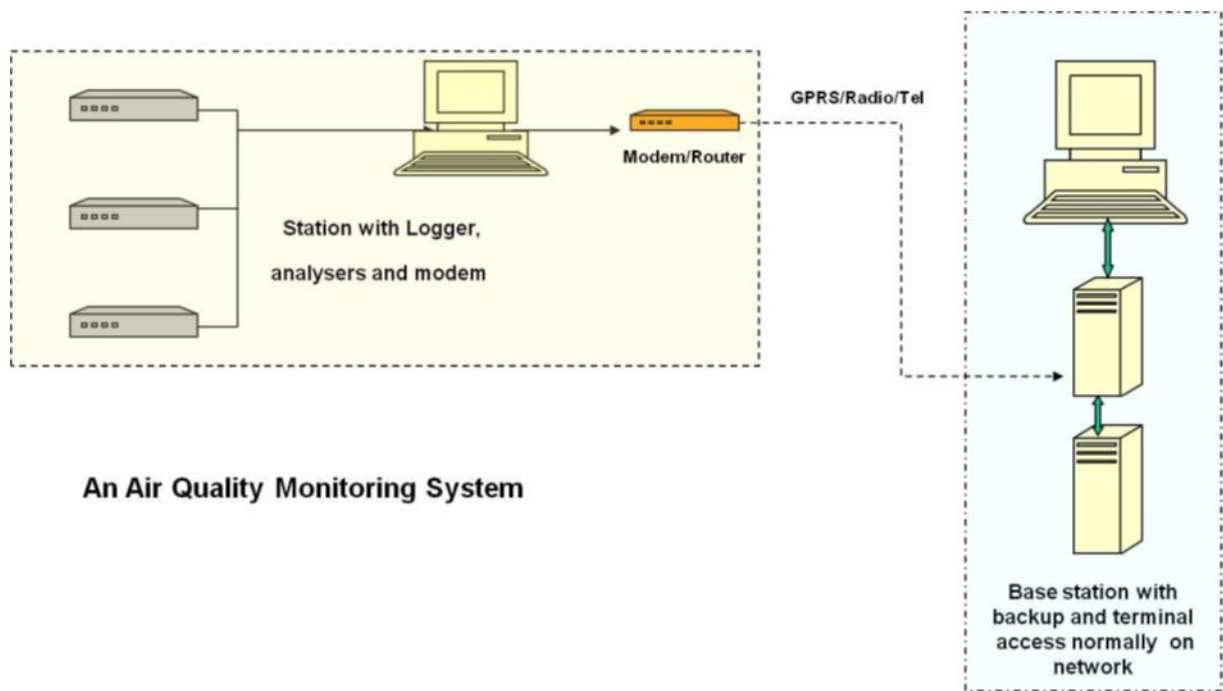 GPRS/Radio/Tel
Modem/Router
Station with Logger,
analysers and modem
An Air Quality Monitoring System
Base station with
backup and terminal
access normally on
network